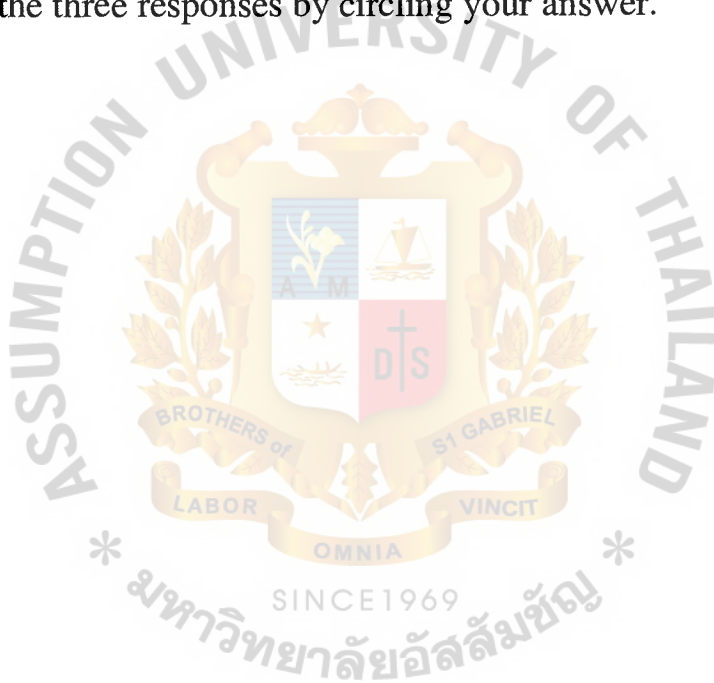 the three responses by circling your answer.
ASSUMPTION UNIVERSITY OF THAILAND
A M
D S
BROTHERS of
St GABRIEL
LABOR
VINCIT
OMNIA
* SINCE1969 *
มหาวิทยาลัยอัสสัมชัญ